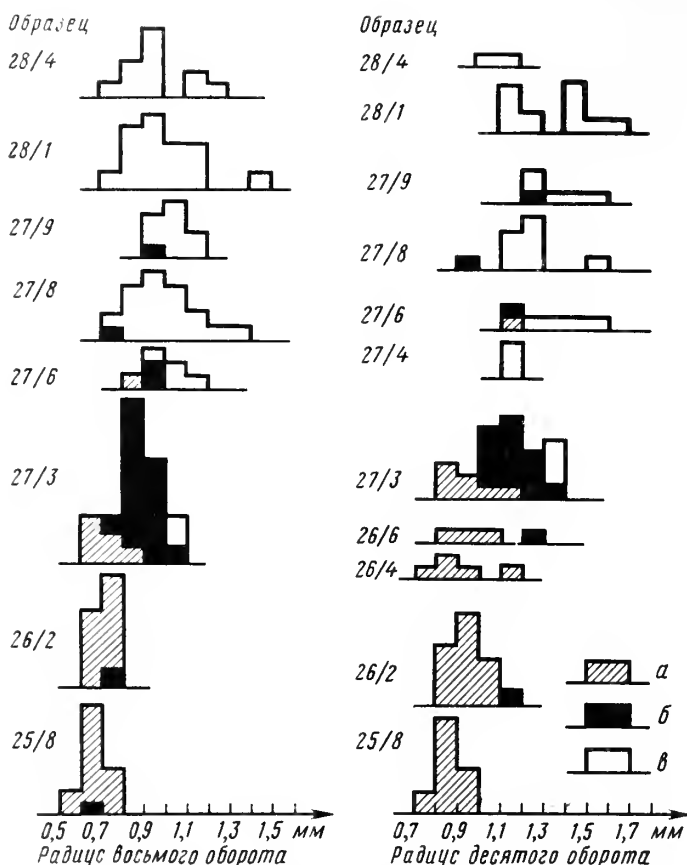 Образец
28/4
28/1
27/9
27/8
27/6
27/3
26/2
25/8
0,5 0,7 0,9 1,1 1,3 1,5 мм
Радиус восьмого оборота
Образец
28/4
28/1
27/9
27/8
27/6
27/4
27/3
26/6
26/4
26/2
25/8
а
б
в
0,7 0,9 1,1 1,3 1,5 1,7 мм
Радиус десятого оборота